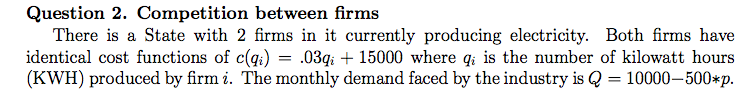 Question 2. Competition between firms
There is a State with 2 firms in it currently producing electricity. Both firms have
identical cost functions of c(qᵢ) = .03qᵢ + 15000 where qᵢ is the number of kilowatt hours
(KWH) produced by firm i. The monthly demand faced by the industry is Q = 10000−500∗p.